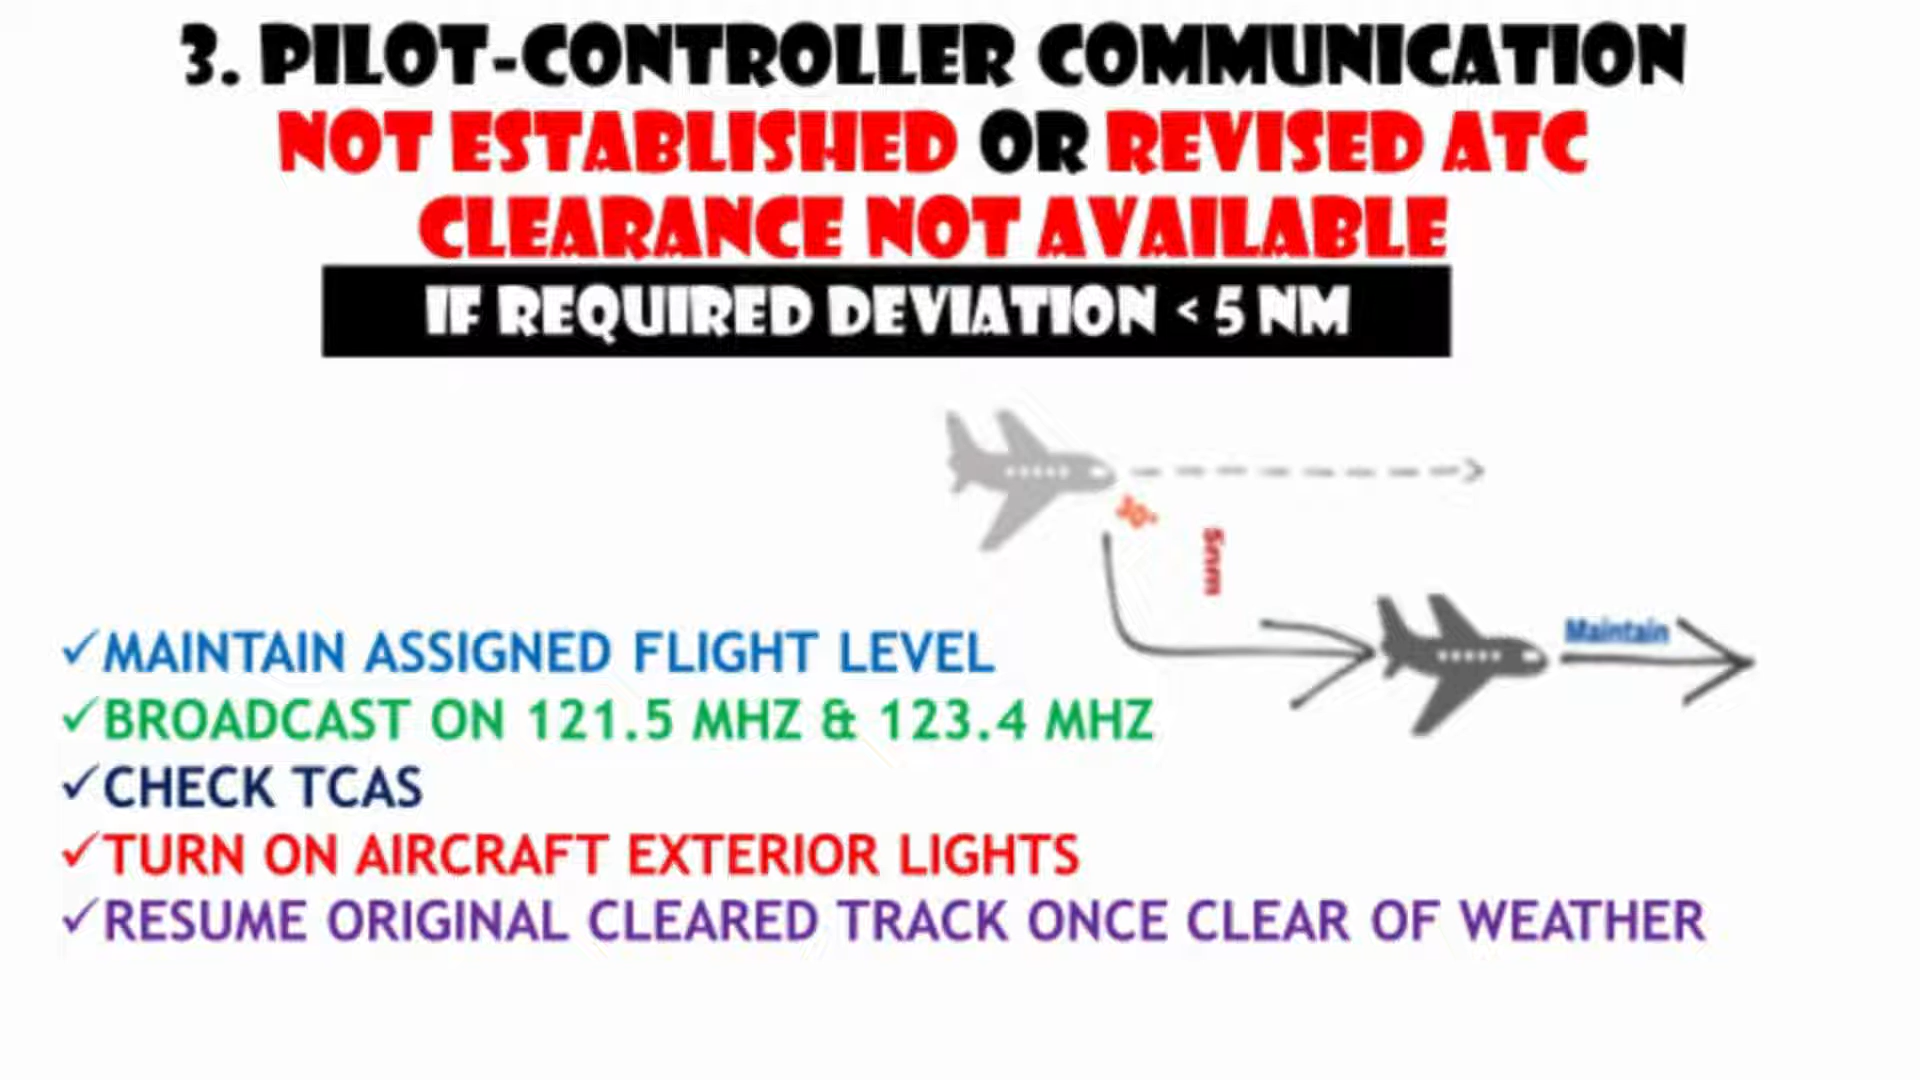 3. PILOT-CONTROLLER COMMUNICATION
NOT ESTABLISHED OR REVISED ATC
CLEARANCE NOT AVAILABLE
IF REQUIRED DEVIATION < 5 NM
30°
5nm
Maintain
✓MAINTAIN ASSIGNED FLIGHT LEVEL
✓BROADCAST ON 121.5 MHZ & 123.4 MHZ
✓CHECK TCAS
✓TURN ON AIRCRAFT EXTERIOR LIGHTS
✓RESUME ORIGINAL CLEARED TRACK ONCE CLEAR OF WEATHER